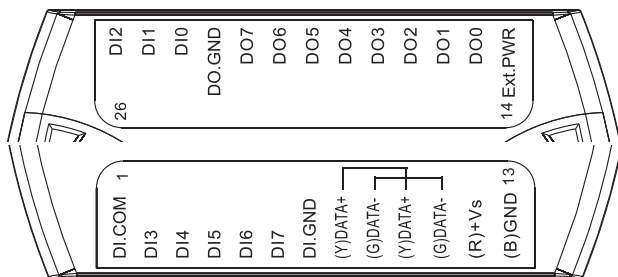 DI2
DI1
DI0
DO.GND
DO7
DO6
DO5
DO4
DO3
DO2
DO1
DO0
Ext.PWR
26
14
1
13
DI.COM
DI3
DI4
DI5
DI6
DI7
DI.GND
(Y)DATA+
(G)DATA-
(Y)DATA+
(G)DATA-
(R)+Vs
(B)GND